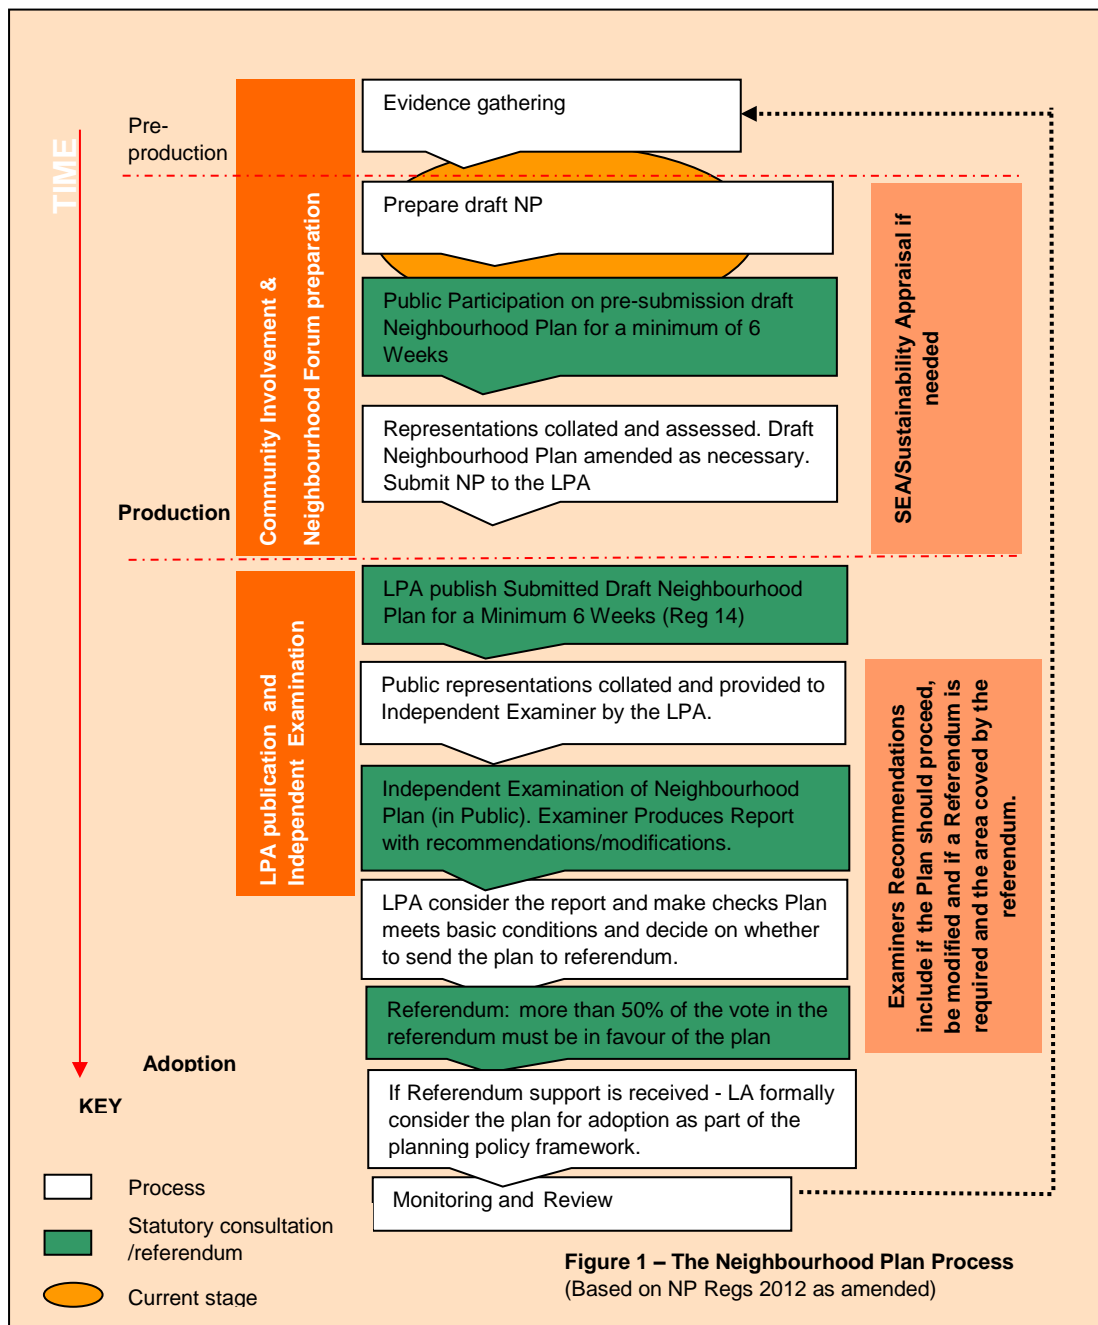 TIME
Pre-
production
Evidence gathering
Prepare draft NP
Public Participation on pre-submission draft
Neighbourhood Plan for a minimum of 6
Weeks
Representations collated and assessed. Draft
Neighbourhood Plan amended as necessary.
Submit NP to the LPA
Community Involvement &
Neighbourhood Forum preparation
SEA/Sustainability Appraisal if
needed
Production
LPA publish Submitted Draft Neighbourhood
Plan for a Minimum 6 Weeks (Reg 14)
Public representations collated and provided to
Independent Examiner by the LPA.
Independent Examination of Neighbourhood
Plan (in Public). Examiner Produces Report
with recommendations/modifications.
LPA consider the report and make checks Plan
meets basic conditions and decide on whether
to send the plan to referendum.
LPA publication and
Independent Examination
Examiners Recommendations
include if the Plan should proceed,
be modified and if a Referendum is
required and the area coved by the
referendum.
Referendum: more than 50% of the vote in the
referendum must be in favour of the plan
Adoption
If Referendum support is received - LA formally
consider the plan for adoption as part of the
planning policy framework.
Monitoring and Review
KEY
Process
Statutory consultation
/referendum
Current stage
Figure 1 – The Neighbourhood Plan Process
(Based on NP Regs 2012 as amended)